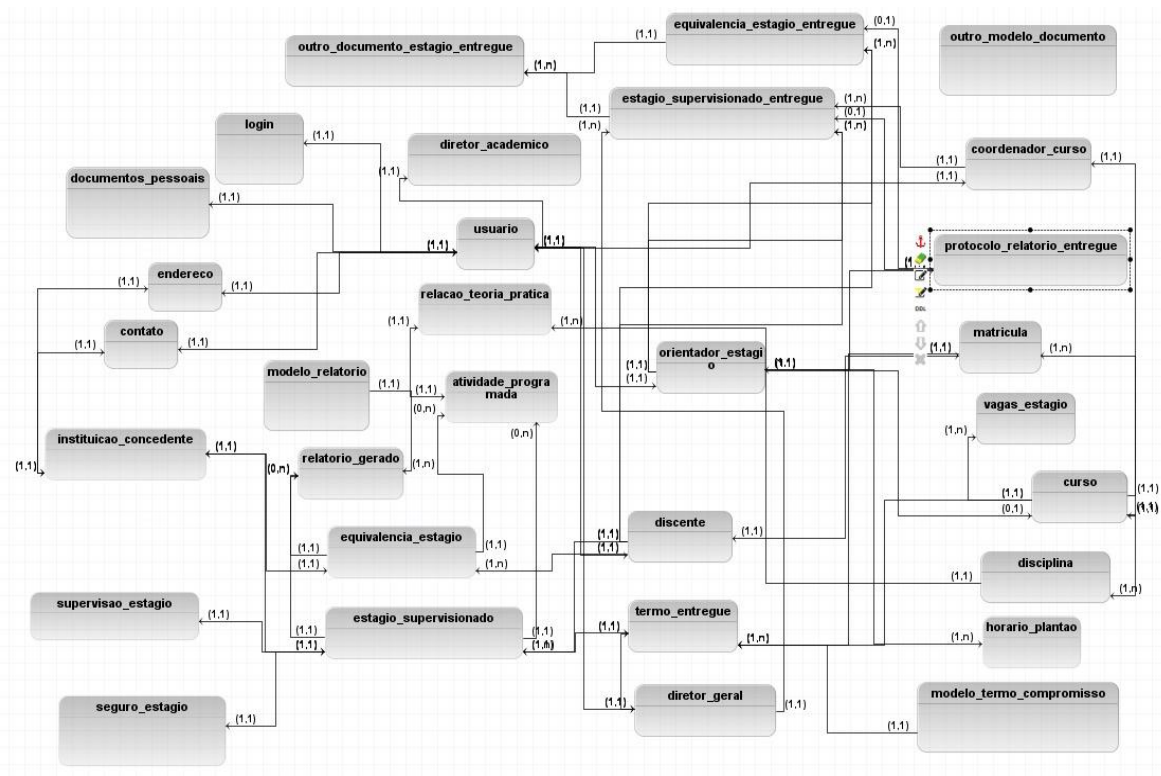 equivalencia_estagio_entregue
(0,1)
(1,1)
(1,n)
outro_modelo_documento
outro_documento_estagio_entregue
(1,n)
estagio_supervisionado_entregue
(1,n)
(1,1)
(0,1)
(1,n)
(1,n)
login
(1,1)
diretor_academico
(1,1)
coordenador_curso
(1,1)
(1,1)
(1,1)
documentos_pessoais
(1,1)
usuario
(1,1)
(1,1)
protocolo_relatorio_entregue
endereco
(1,1)
(1,1)
relacao_teoria_pratica
(1,1)
(1,n)
contato
(1,1)
(1,1)
matricula
(1,1)
(1,n)
orientador_estagi
o
(1,1)
(1,1)
(1,1)
modelo_relatorio
(1,1)
atividade_progra
mada
(1,1)
(0,n)
(0,n)
vagas_estagio
(1,n)
instituicao_concedente
(1,1)
(1,1)
relatorio_gerado
(0,n)
(1,n)
curso
(1,1)
(1,1)
(0,1)
(1,1)
equivalencia_estagio
(1,1)
(1,1)
(1,1)
(1,n)
discente
(1,1)
(1,1)
(1,1)
disciplina
(1,1)
(1,n)
supervisao_estagio
(1,1)
estagio_supervisionado
(1,1)
(1,1)
(1,1)
termo_entregue
(1,1)
(1,n)
horario_plantao
(1,n)
seguro_estagio
(1,1)
diretor_geral
(1,1)
(1,1)
modelo_termo_compromisso
(1,1)